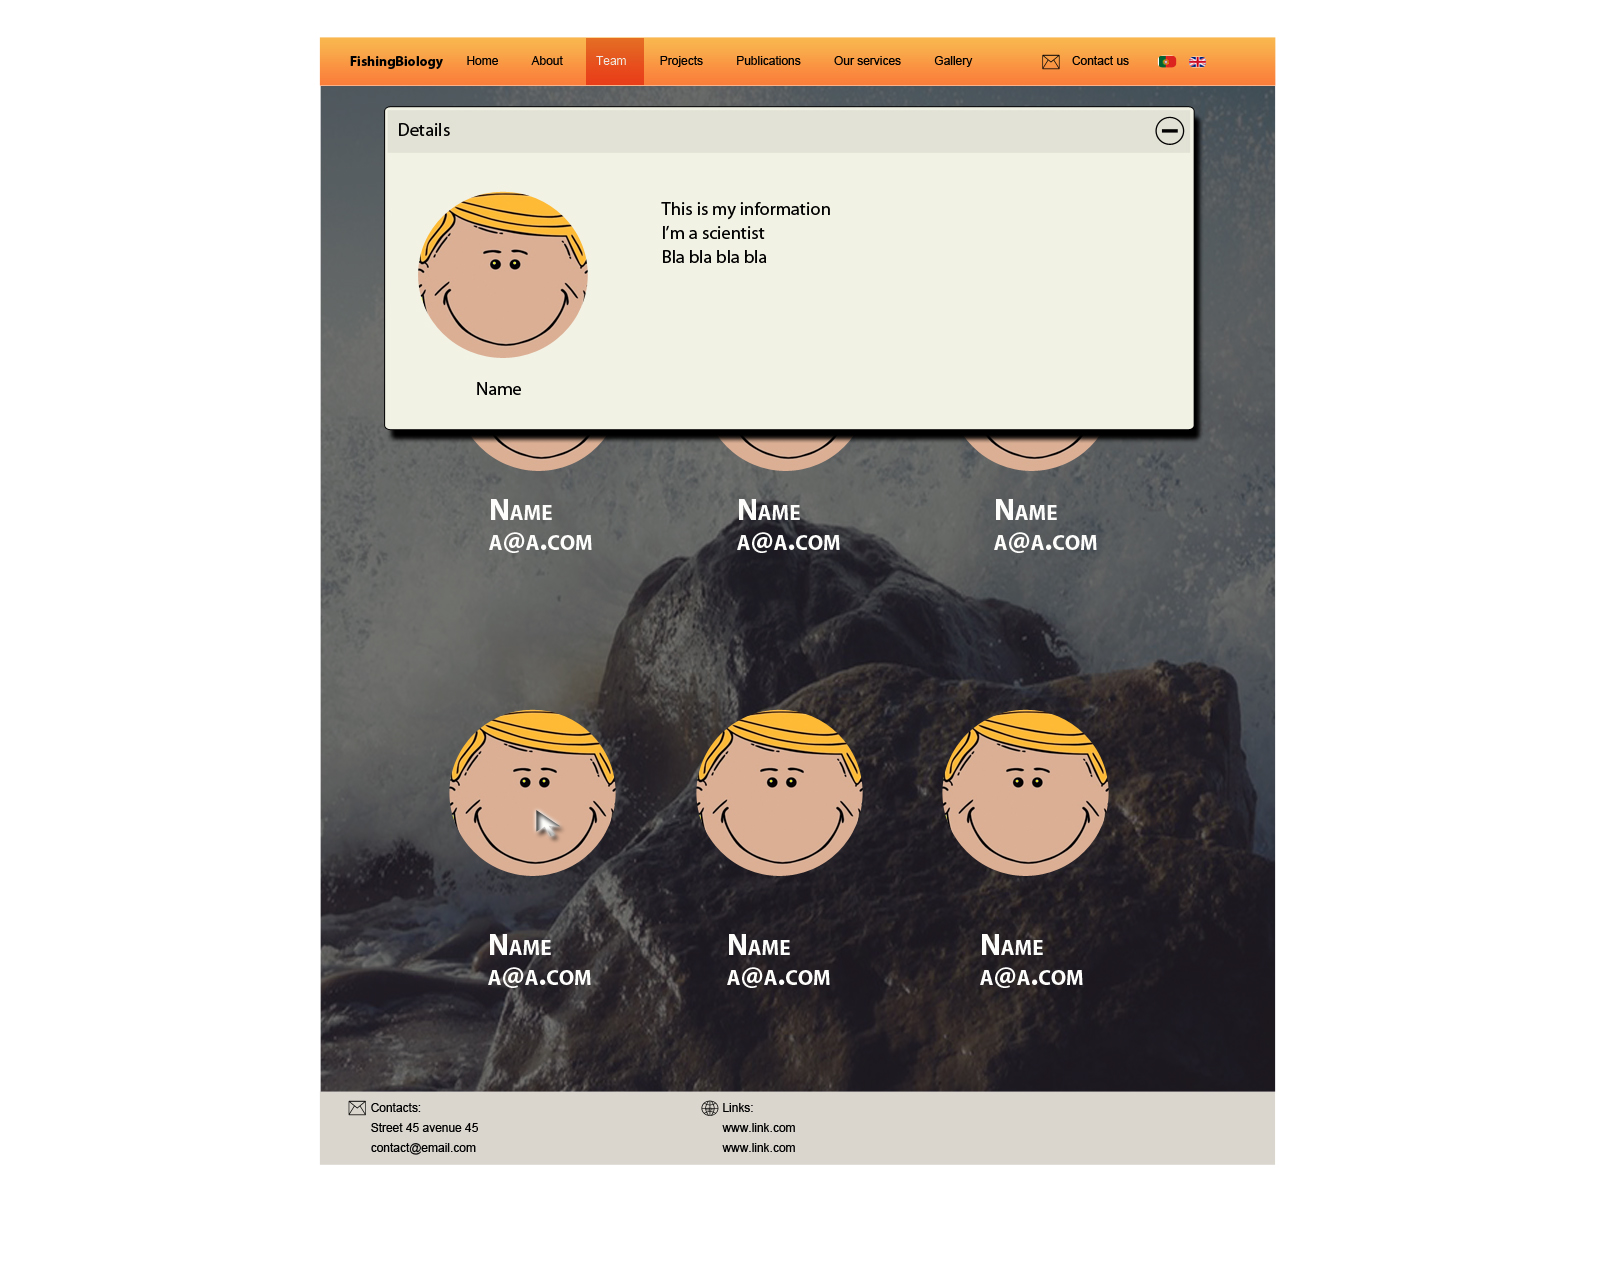 FishingBiology Home About Team Projects Publications Our services Gallery Contact us
Details
This is my information
I'm a scientist
Bla bla bla bla
Name
Name Name Name
a@a.com a@a.com a@a.com
Name Name Name
a@a.com a@a.com a@a.com
Contacts:
Street 45 avenue 45
contact@email.com
Links:
www.link.com
www.link.com